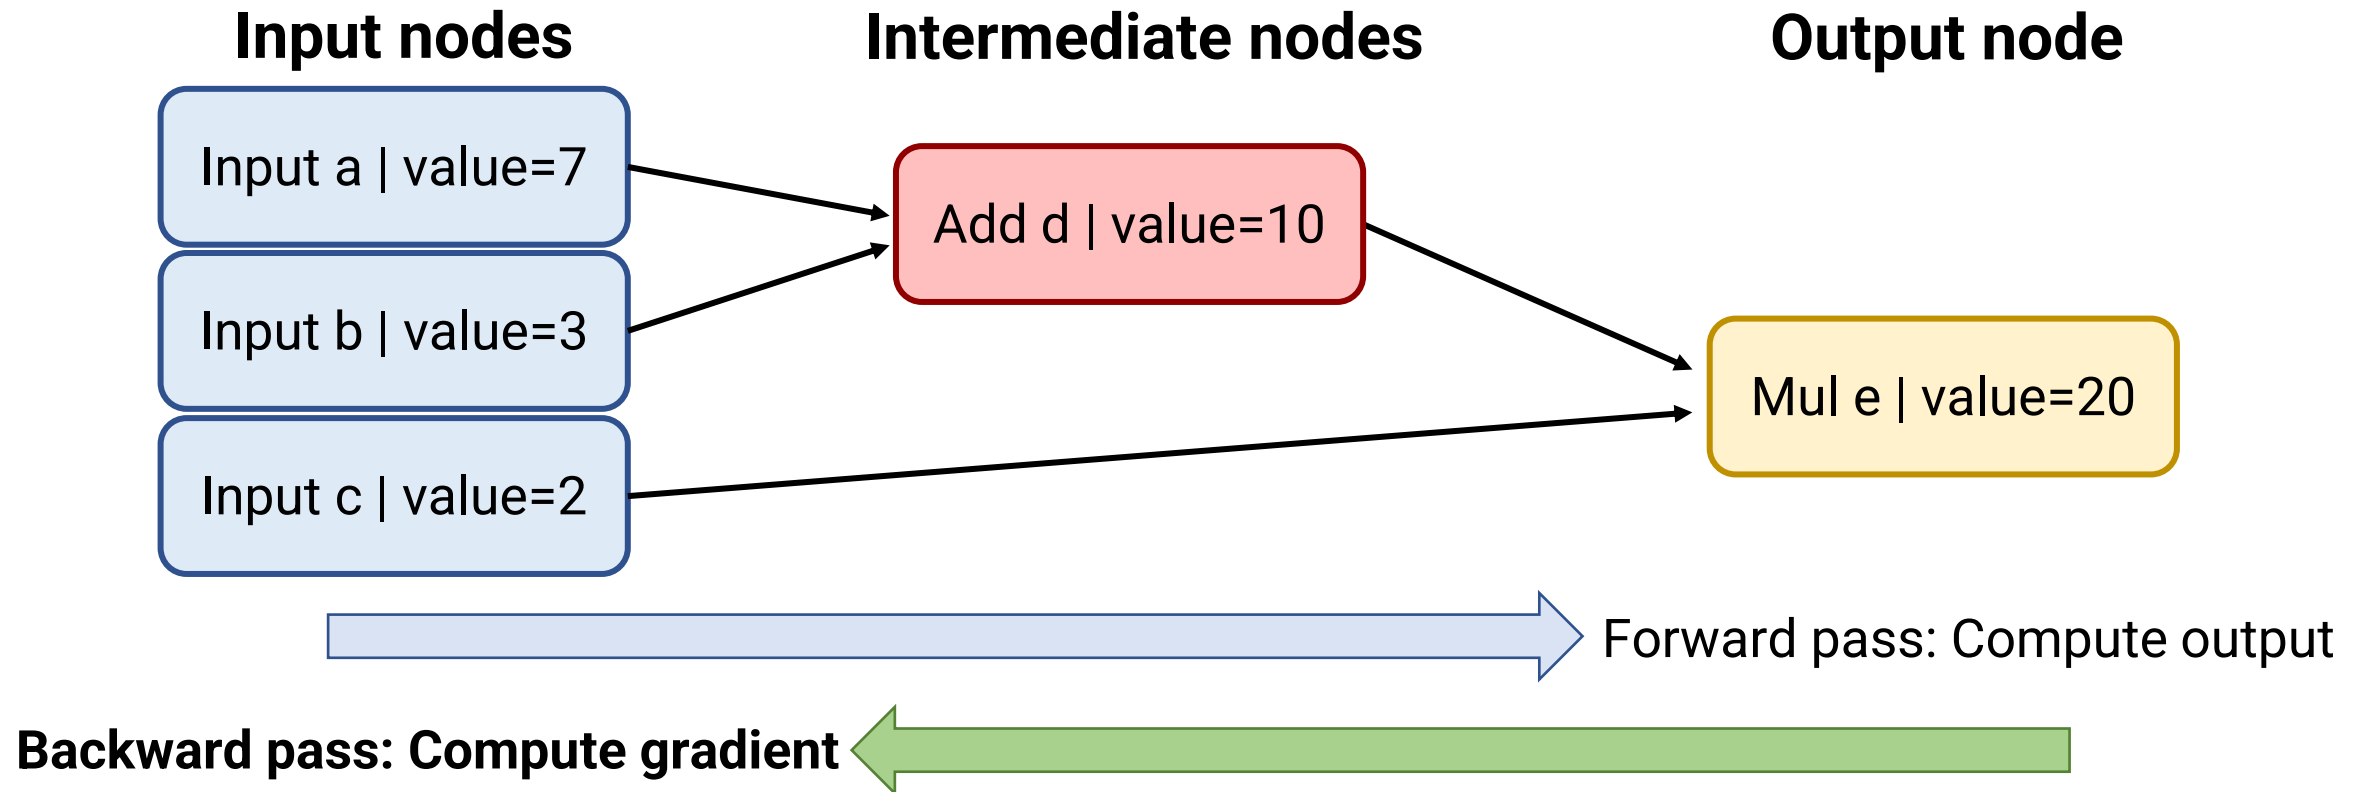 Input nodes
Intermediate nodes
Output node
Input a | value=7
Add d | value=10
Input b | value=3
Mul e | value=20
Input c | value=2
Forward pass: Compute output
Backward pass: Compute gradient